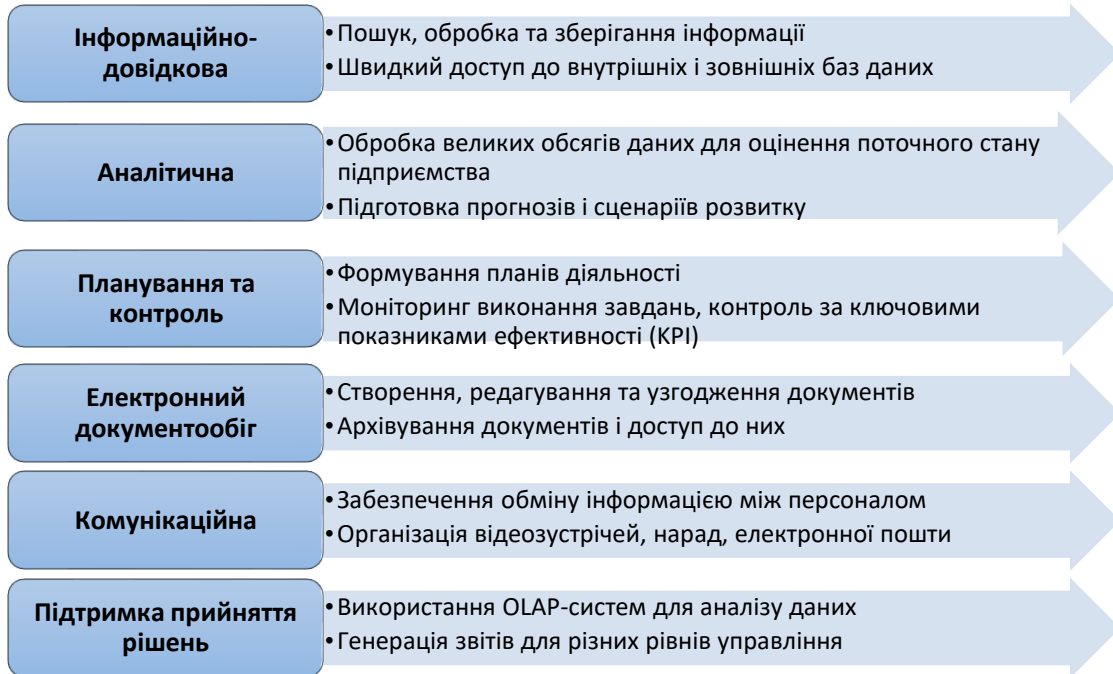 Інформаційно-
довідкова
•Пошук, обробка та зберігання інформації
•Швидкий доступ до внутрішніх і зовнішніх баз даних
Аналітична
•Обробка великих обсягів даних для оцінення поточного стану
підприємства
•Підготовка прогнозів і сценаріїв розвитку
Планування та
контроль
•Формування планів діяльності
•Моніторинг виконання завдань, контроль за ключовими
показниками ефективності (KPI)
Електронний
документообіг
•Створення, редагування та узгодження документів
•Архівування документів і доступ до них
Комунікаційна
•Забезпечення обміну інформацією між персоналом
•Організація відеозустрічей, нарад, електронної пошти
Підтримка прийняття
рішень
•Використання OLAP-систем для аналізу даних
•Генерація звітів для різних рівнів управління